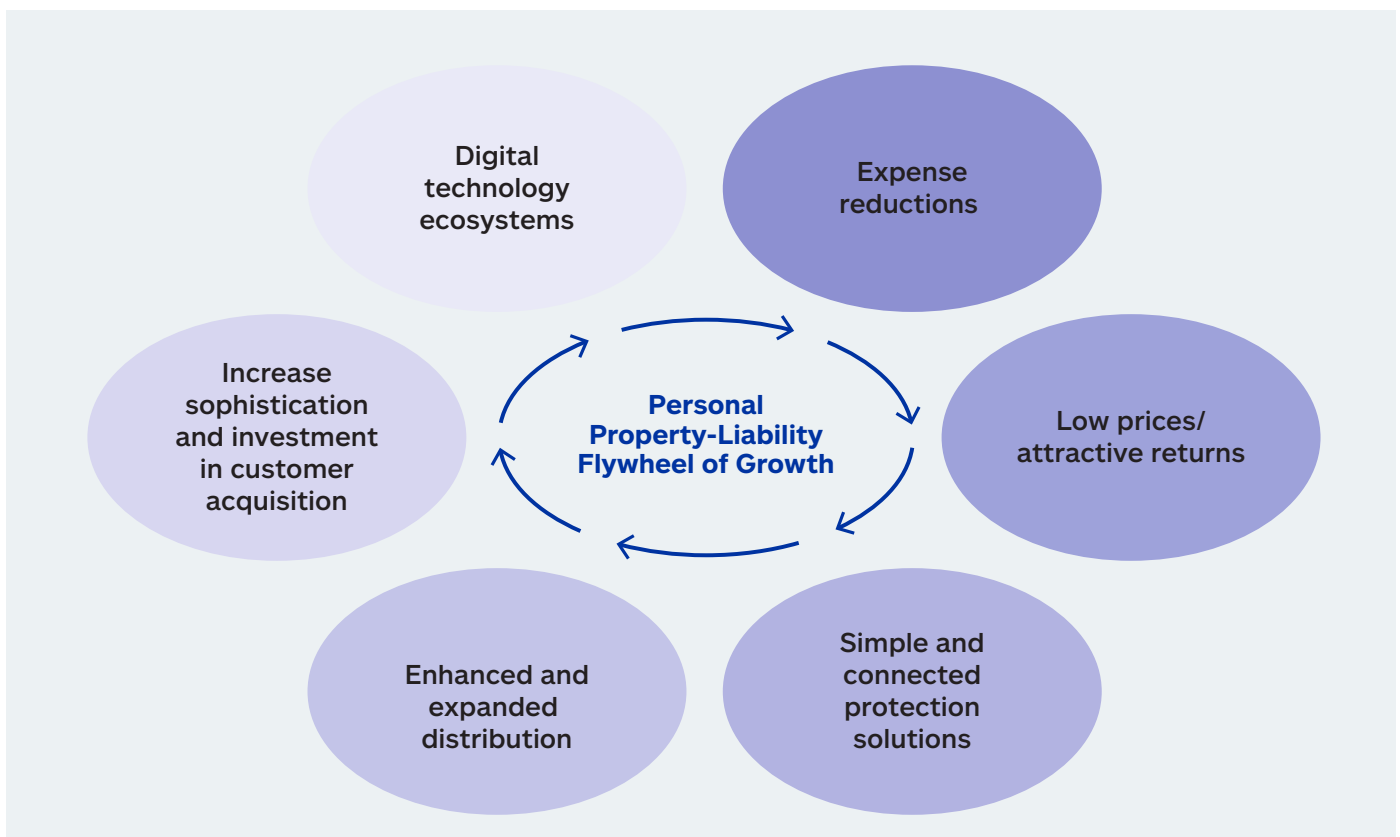 Digital
technology
ecosystems
Expense
reductions
Increase
sophistication
and investment
in customer
acquisition
Personal
Property-Liability
Flywheel of Growth
Low prices/
attractive returns
Enhanced and
expanded
distribution
Simple and
connected
protection
solutions